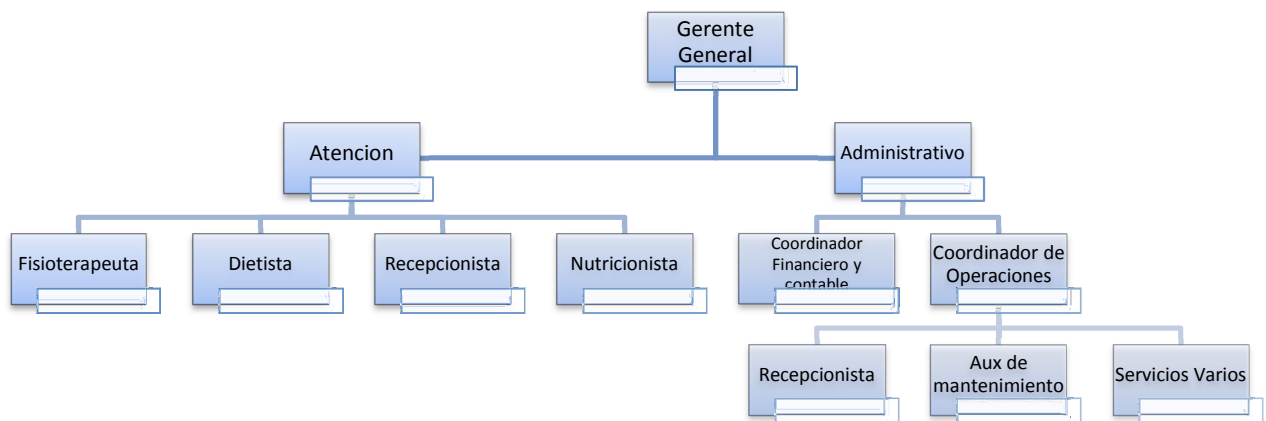 Gerente
General
Atencion
Administrativo
Fisioterapeuta
Dietista
Recepcionista
Nutricionista
Coordinador
Financiero y
contable
Coordinador de
Operaciones
Recepcionista
Aux de
mantenimiento
Servicios Varios